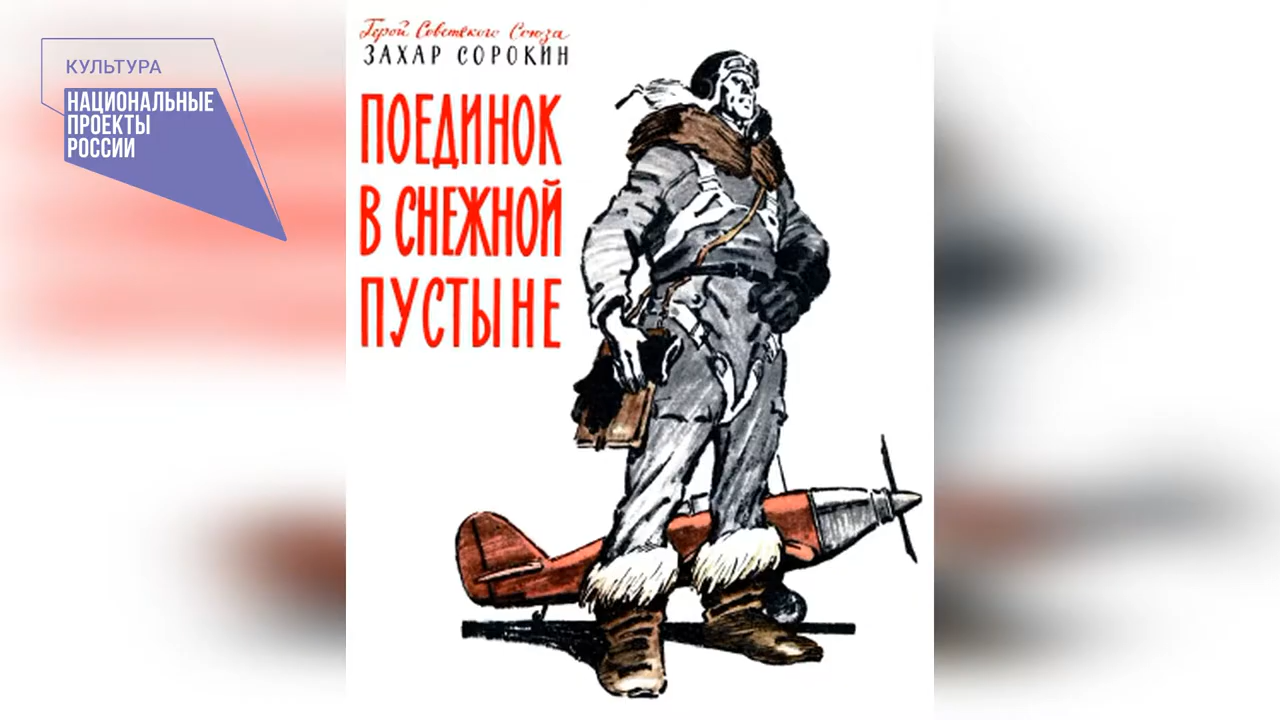 КУЛЬТУРА
НАЦИОНАЛЬНЫЕ
ПРОЕКТЫ
РОССИИ
Герой Советского Союза
ЗАХАР СОРОКИН
ПОЕДИНОК
В СНЕЖНОЙ
ПУСТЫНЕ